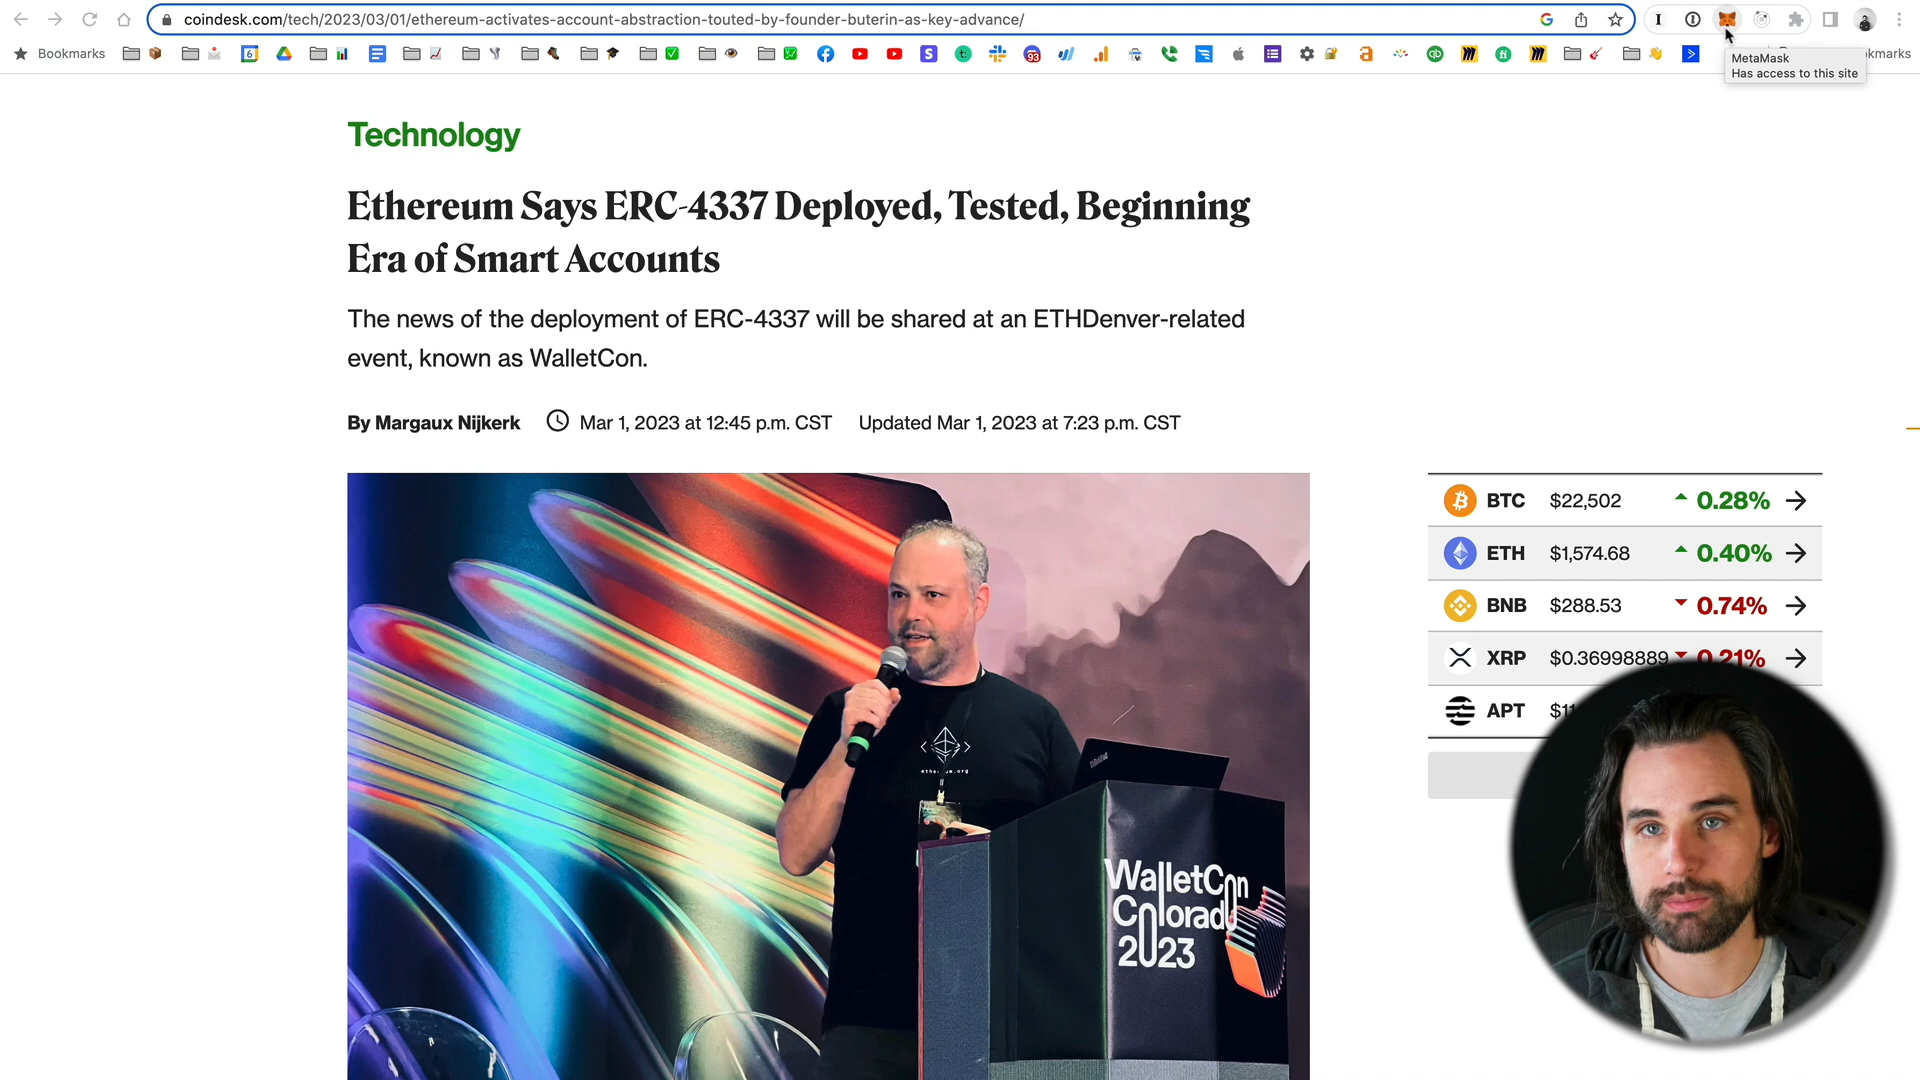 coindesk.com/tech/2023/03/01/ethereum-activates-account-abstraction-touted-by-founder-buterin-as-key-advance/
Bookmarks
MetaMask
Has access to this site
Technology
Ethereum Says ERC-4337 Deployed, Tested, Beginning
Era of Smart Accounts
The news of the deployment of ERC-4337 will be shared at an ETHDenver-related
event, known as WalletCon.
By Margaux Nijkerk Mar 1, 2023 at 12:45 p.m. CST Updated Mar 1, 2023 at 7:23 p.m. CST
BTC $22,502 0.28%
ETH $1,574.68 0.40%
BNB $288.53 0.74%
XRP $0.36998889 0.21%
APT
ThinkPad
WalletCon
Colorado
2023